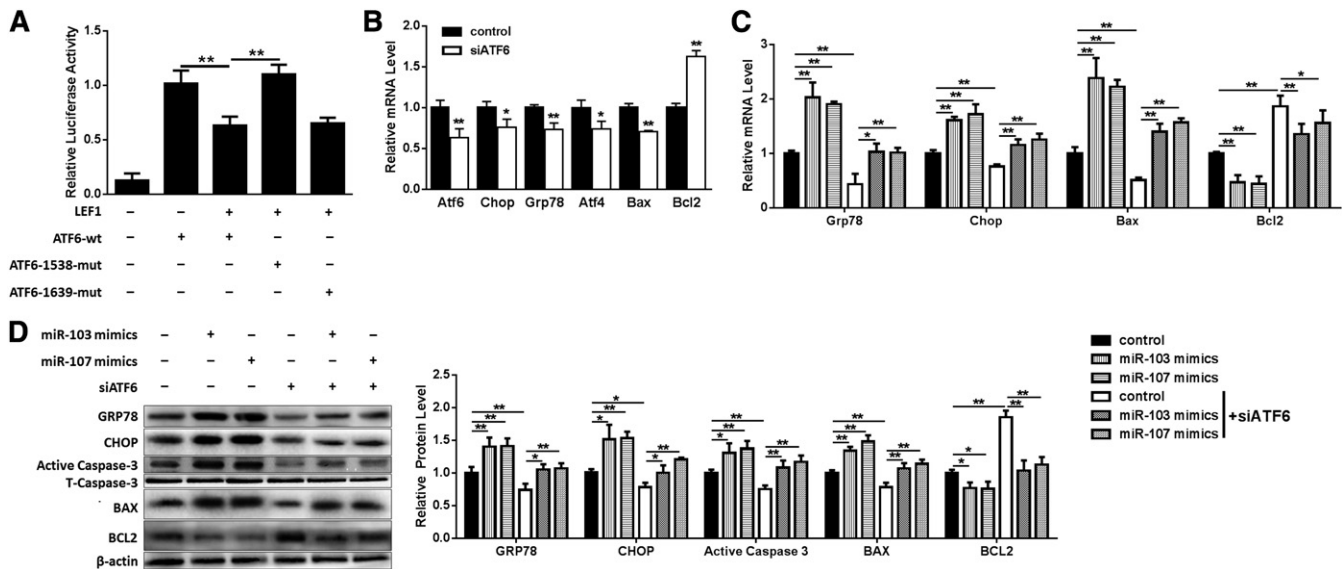 A
Relative Luciferase Activity
1.5
1.0
0.5
0.0
** **
LEF1 – – + + +
ATF6-wt – + + – –
ATF6-1538-mut – – – + –
ATF6-1639-mut – – – – +
B
control
siATF6
Relative mRNA Level
2.0
1.5
1.0
0.5
0.0
** * ** * ** **
Atf6 Chop Grp78 Atf4 Bax Bcl2
C
Relative mRNA Level
3
2
1
0
** ** ** * **
** ** ** ** **
** ** ** ** **
** ** ** ** *
Grp78 Chop Bax Bcl2
D
miR-103 mimics – + – – + –
miR-107 mimics – – + – – +
siATF6 – – – + + +
GRP78
CHOP
Active Caspase-3
T-Caspase-3
BAX
BCL2
β-actin
Relative Protein Level
2.5
2.0
1.5
1.0
0.5
0.0
** ** ** * **
* ** * * **
** ** * ** **
** ** ** ** **
** * * ** **
GRP78 CHOP Active Caspase 3 BAX BCL2
control
miR-103 mimics
miR-107 mimics
control
miR-103 mimics
miR-107 mimics
+siATF6